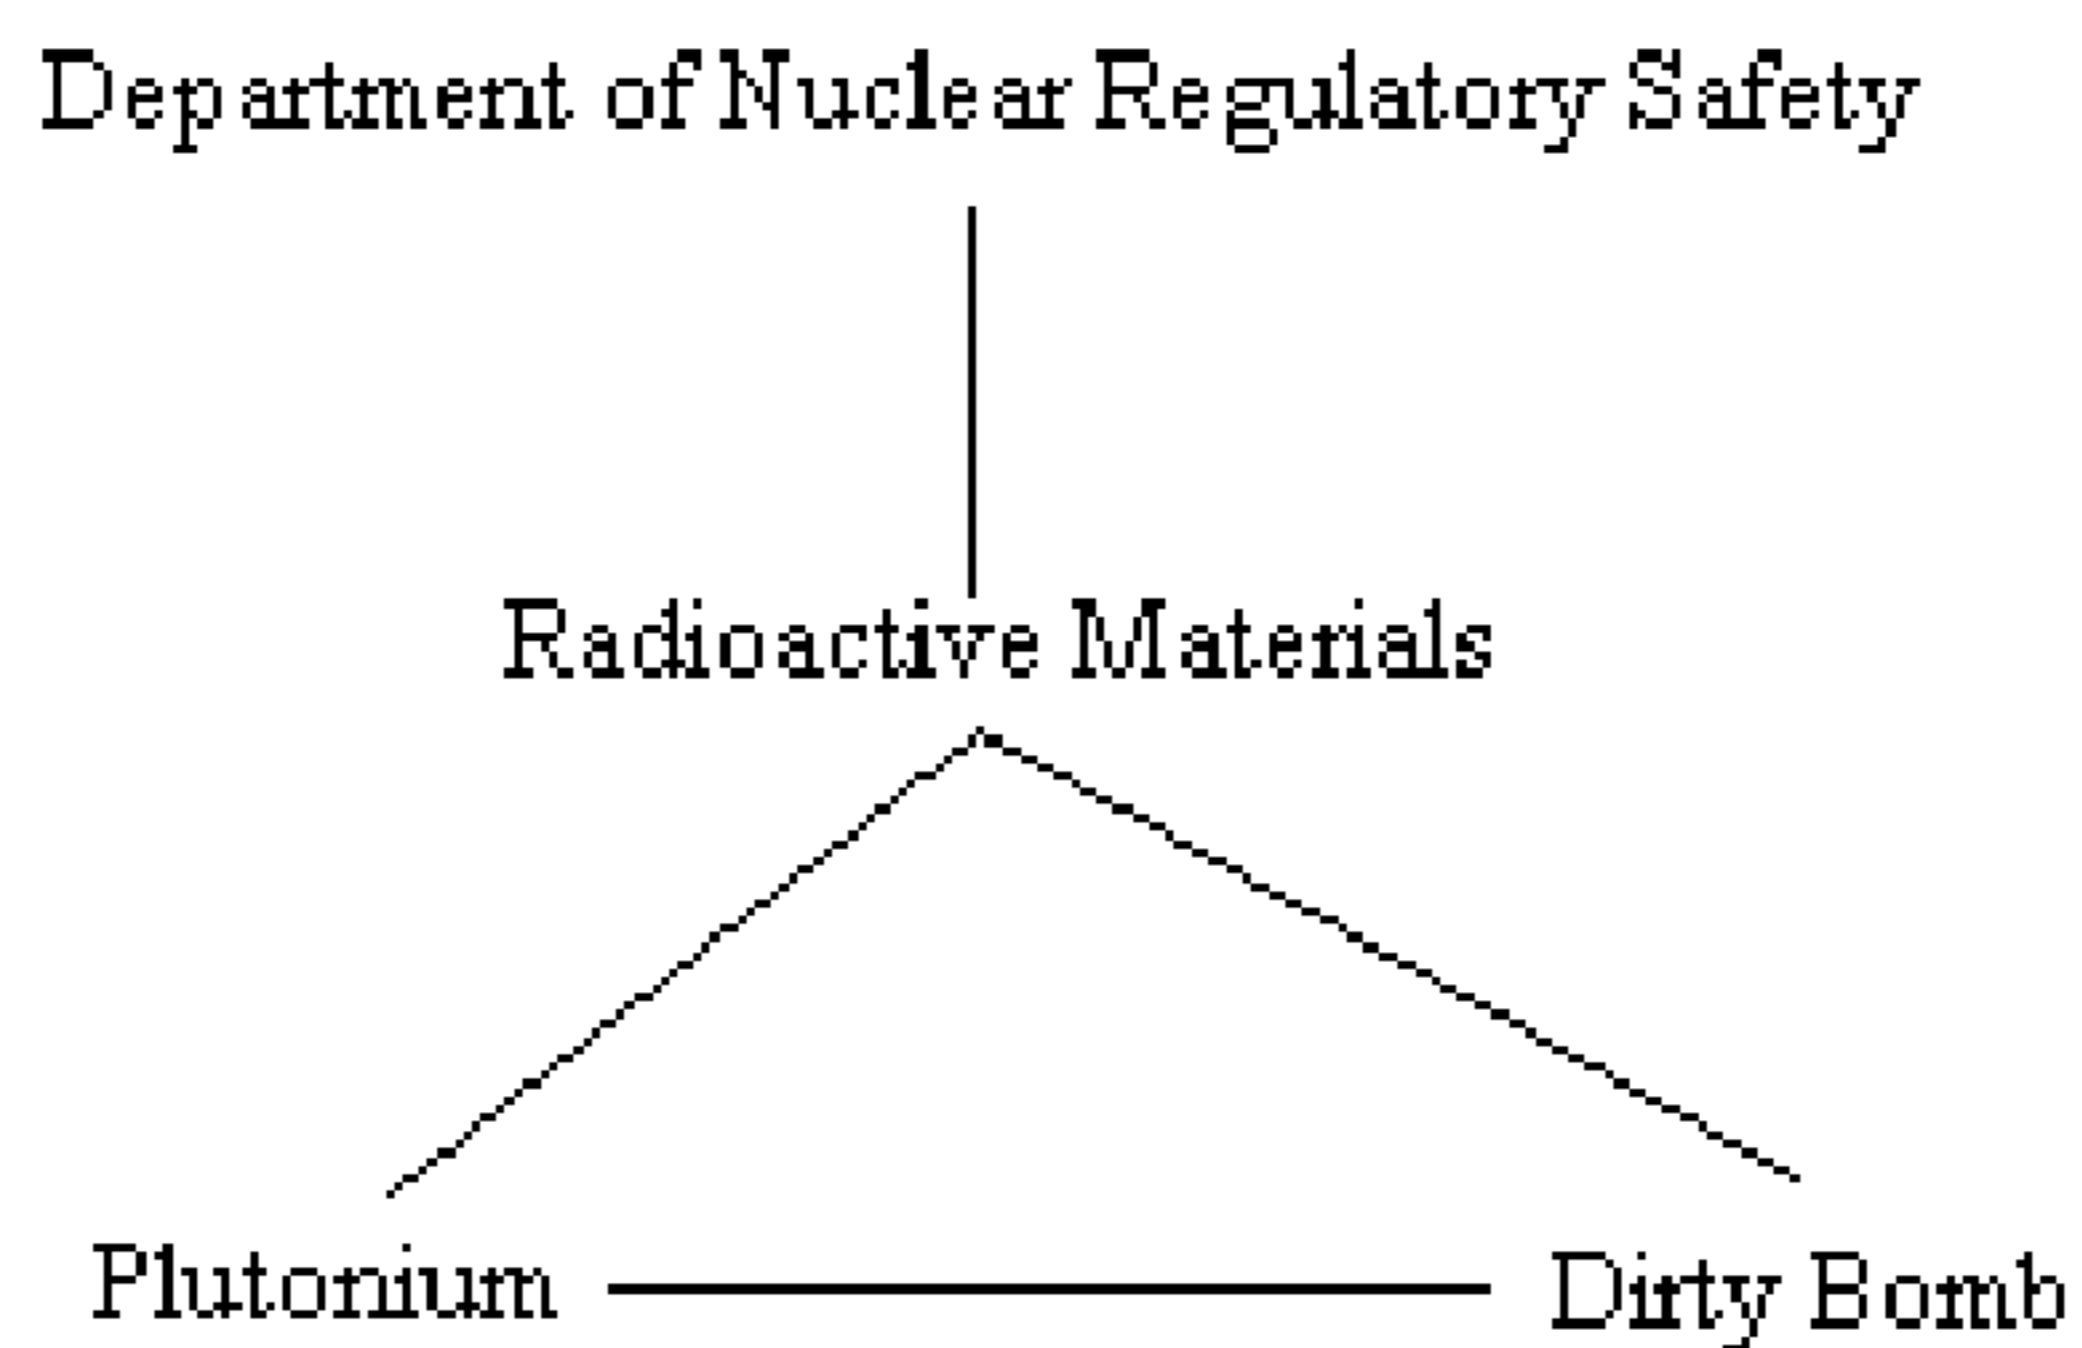 Department of Nuclear Regulatory Safety
Radioactive Materials
Plutonium
Dirty Bomb